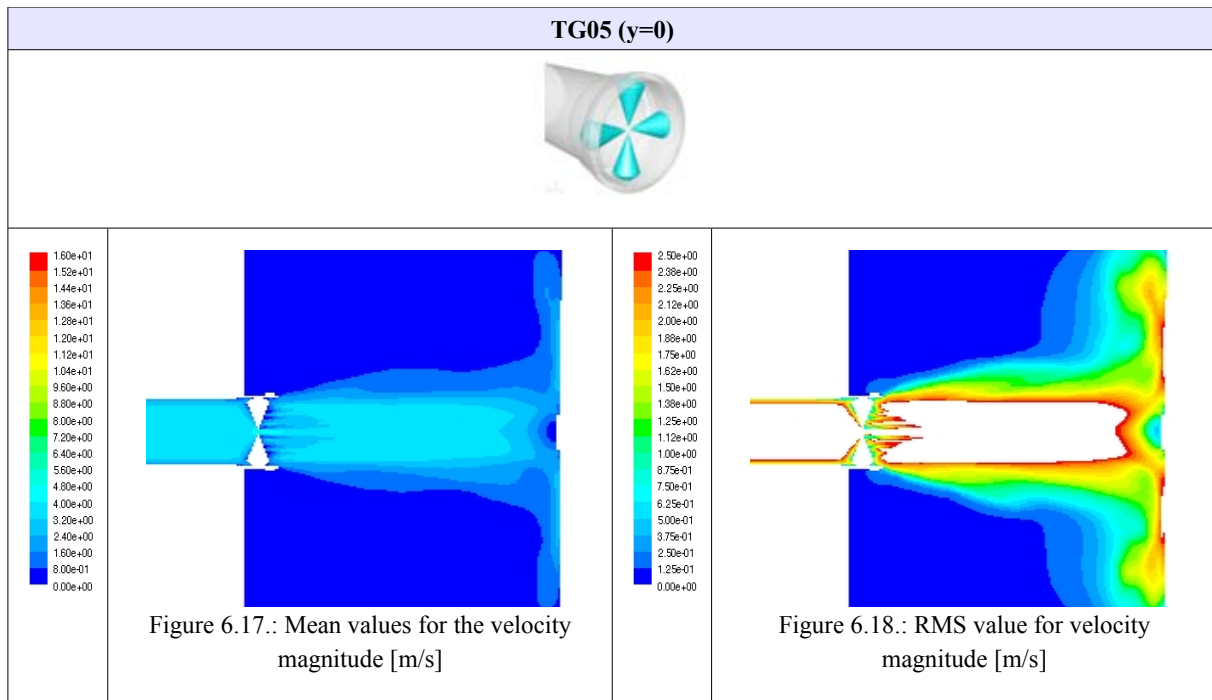 TG05 (y=0)
1.60e+01
1.52e+01
1.44e+01
1.36e+01
1.28e+01
1.20e+01
1.12e+01
1.04e+01
9.60e+00
8.80e+00
8.00e+00
7.20e+00
6.40e+00
5.60e+00
4.80e+00
4.00e+00
3.20e+00
2.40e+00
1.60e+00
8.00e-01
0.00e+00
Figure 6.17.: Mean values for the velocity
magnitude [m/s]
2.50e+00
2.38e+00
2.25e+00
2.12e+00
2.00e+00
1.88e+00
1.75e+00
1.62e+00
1.50e+00
1.38e+00
1.25e+00
1.12e+00
1.00e+00
8.75e-01
7.50e-01
6.25e-01
5.00e-01
3.75e-01
2.50e-01
1.25e-01
0.00e+00
Figure 6.18.: RMS value for velocity
magnitude [m/s]